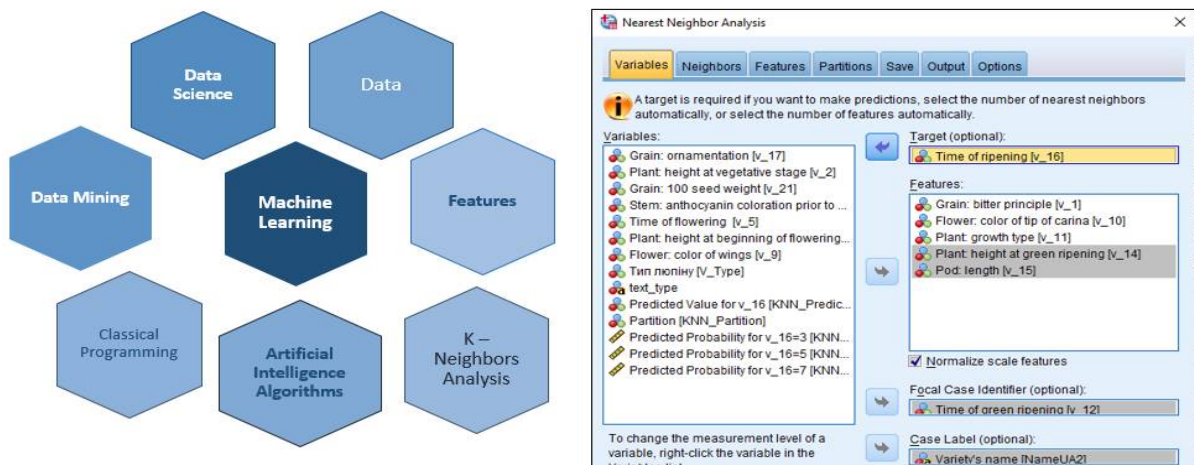 Data
Science
Data
Data Mining
Machine
Learning
Features
Classical
Programming
Artificial
Intelligence
Algorithms
K –
Neighbors
Analysis
Nearest Neighbor Analysis
Variables Neighbors Features Partitions Save Output Options
A target is required if you want to make predictions, select the number of nearest neighbors
automatically, or select the number of features automatically.
Variables:
Grain: ornamentation [v_17]
Plant: height at vegetative stage [v_2]
Grain: 100 seed weight [v_21]
Stem: anthocyanin coloration prior to ...
Time of flowering [v_5]
Plant: height at beginning of flowering...
Flower: color of wings [v_9]
Тип люпіну [V_Type]
text_type
Predicted Value for v_16 [KNN_Predic...
Partition [KNN_Partition]
Predicted Probability for v_16=3 [KNN...
Predicted Probability for v_16=5 [KNN...
Predicted Probability for v_16=7 [KNN...
To change the measurement level of a
variable, right-click the variable in the
Target (optional):
Time of ripening [v_16]
Features:
Grain: bitter principle [v_1]
Flower: color of tip of carina [v_10]
Plant: growth type [v_11]
Plant: height at green ripening [v_14]
Pod: length [v_15]
Normalize scale features
Focal Case Identifier (optional):
Time of green ripening [v_12]
Case Label (optional):
Variety's name [NameUA2]